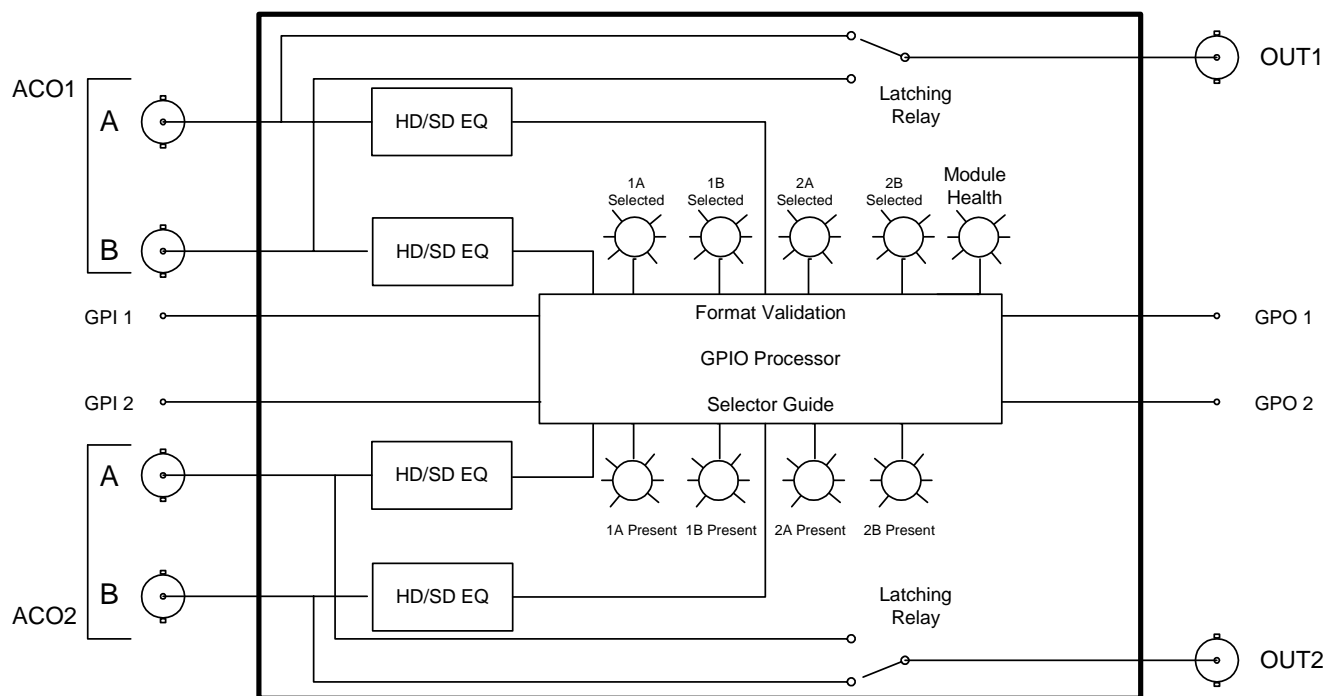 OUT1
ACO1
A
HD/SD EQ
Latching
Relay
1A
Selected
1B
Selected
2A
Selected
2B
Selected
Module
Health
B
HD/SD EQ
GPI 1
Format Validation
GPO 1
GPIO Processor
GPI 2
Selector Guide
GPO 2
A
HD/SD EQ
1A Present
1B Present
2A Present
2B Present
B
HD/SD EQ
ACO2
Latching
Relay
OUT2